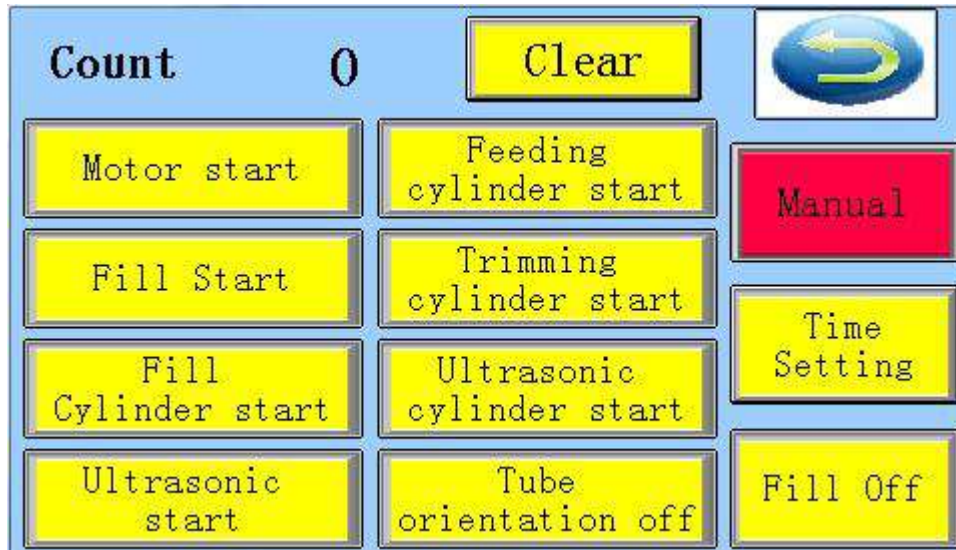 Count 0 Clear
Motor start
Feeding
cylinder start
Manual
Fill Start
Trimming
cylinder start
Time
Setting
Fill
Cylinder start
Ultrasonic
cylinder start
Ultrasonic
start
Tube
orientation off
Fill Off